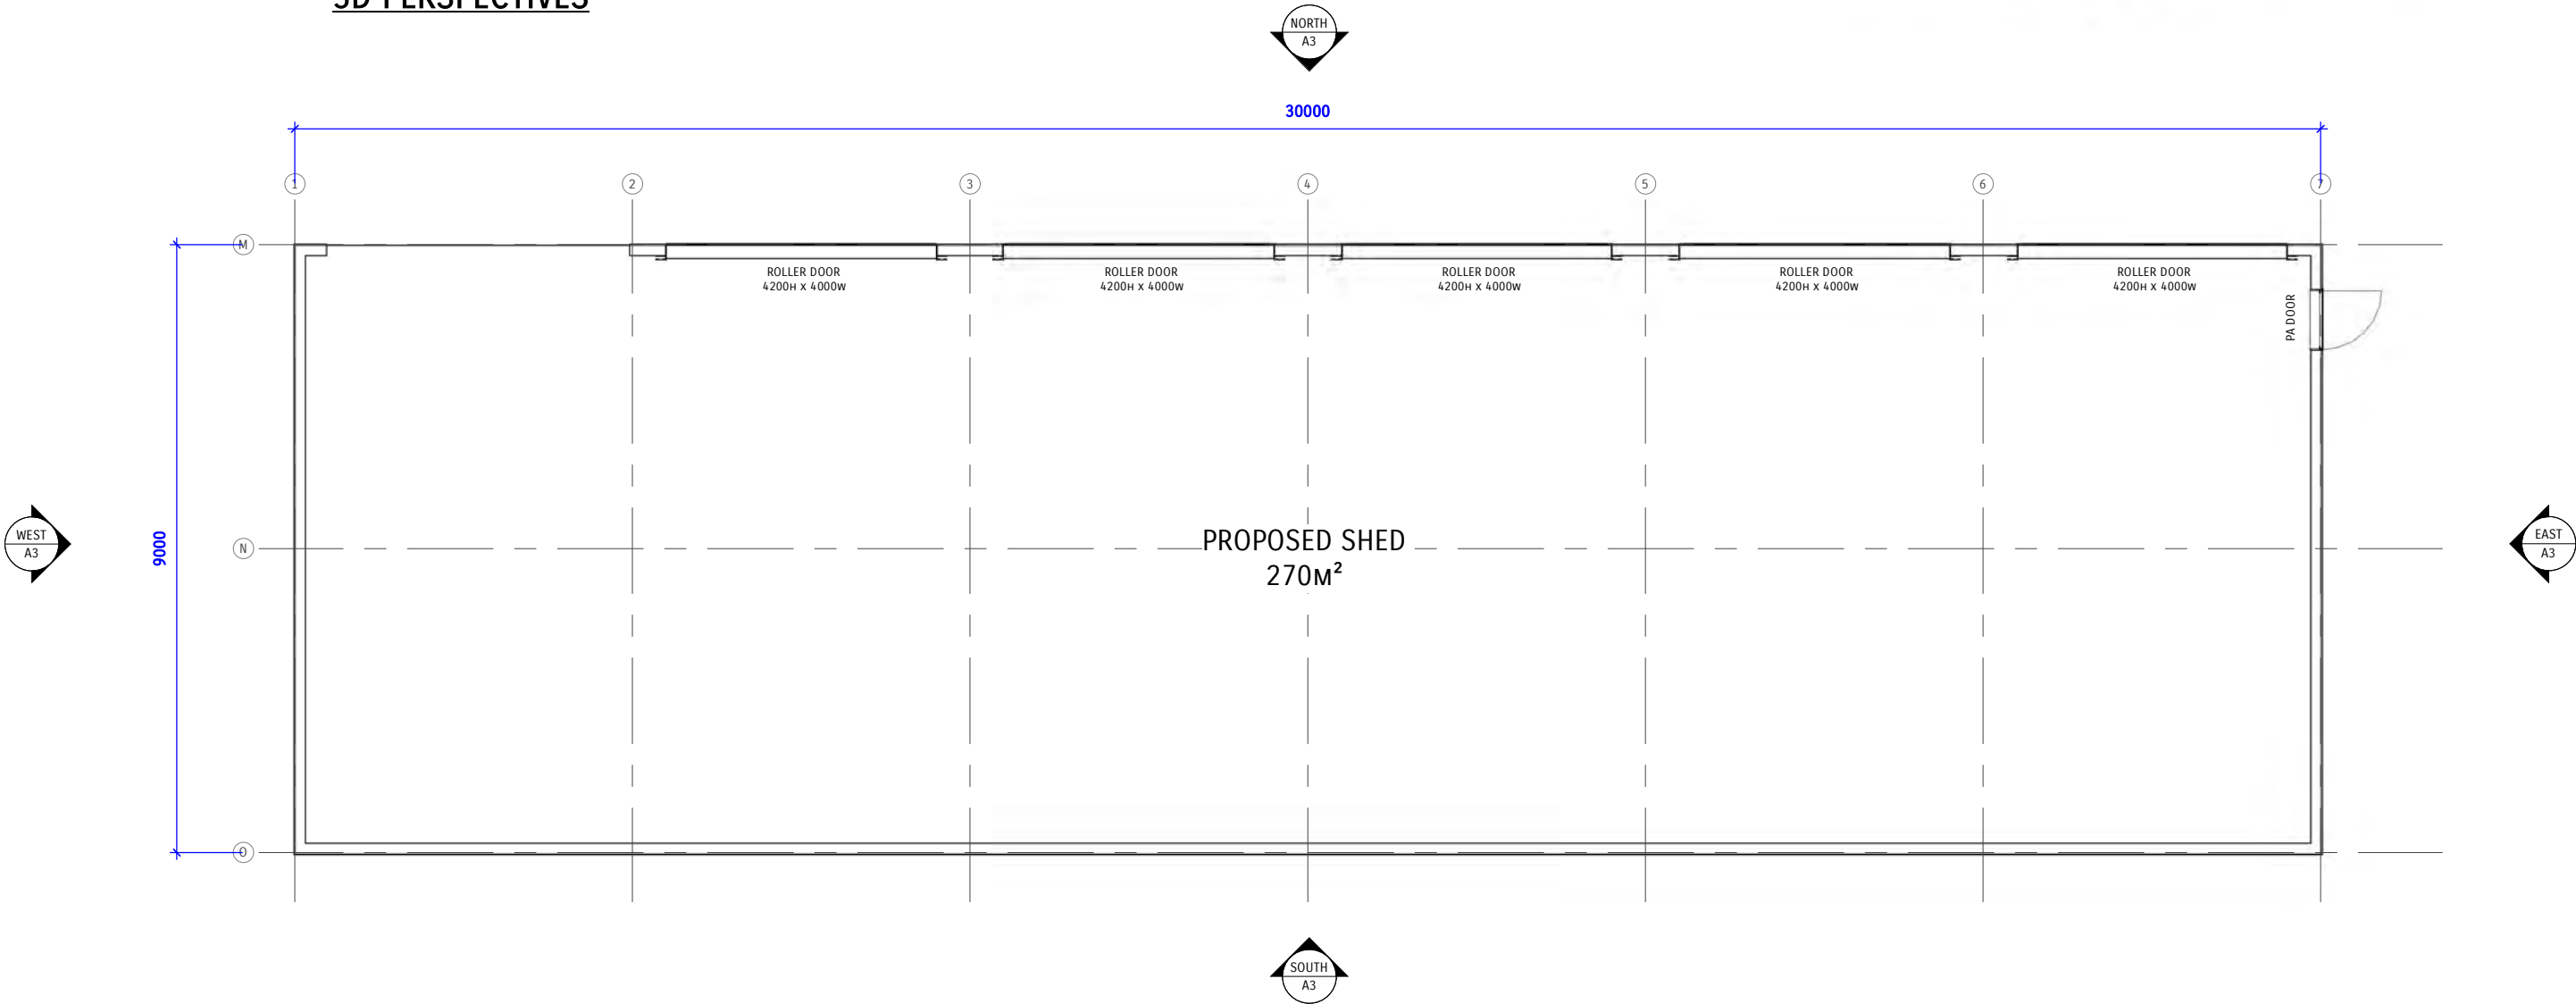 3D PERSPECTIVES
NORTH
A3
30000
1
2
3
4
5
6
7
M
ROLLER DOOR
4200H X 4000W
ROLLER DOOR
4200H X 4000W
ROLLER DOOR
4200H X 4000W
ROLLER DOOR
4200H X 4000W
ROLLER DOOR
4200H X 4000W
PA DOOR
9000
WEST
A3
N
PROPOSED SHED
270M²
EAST
A3
O
SOUTH
A3